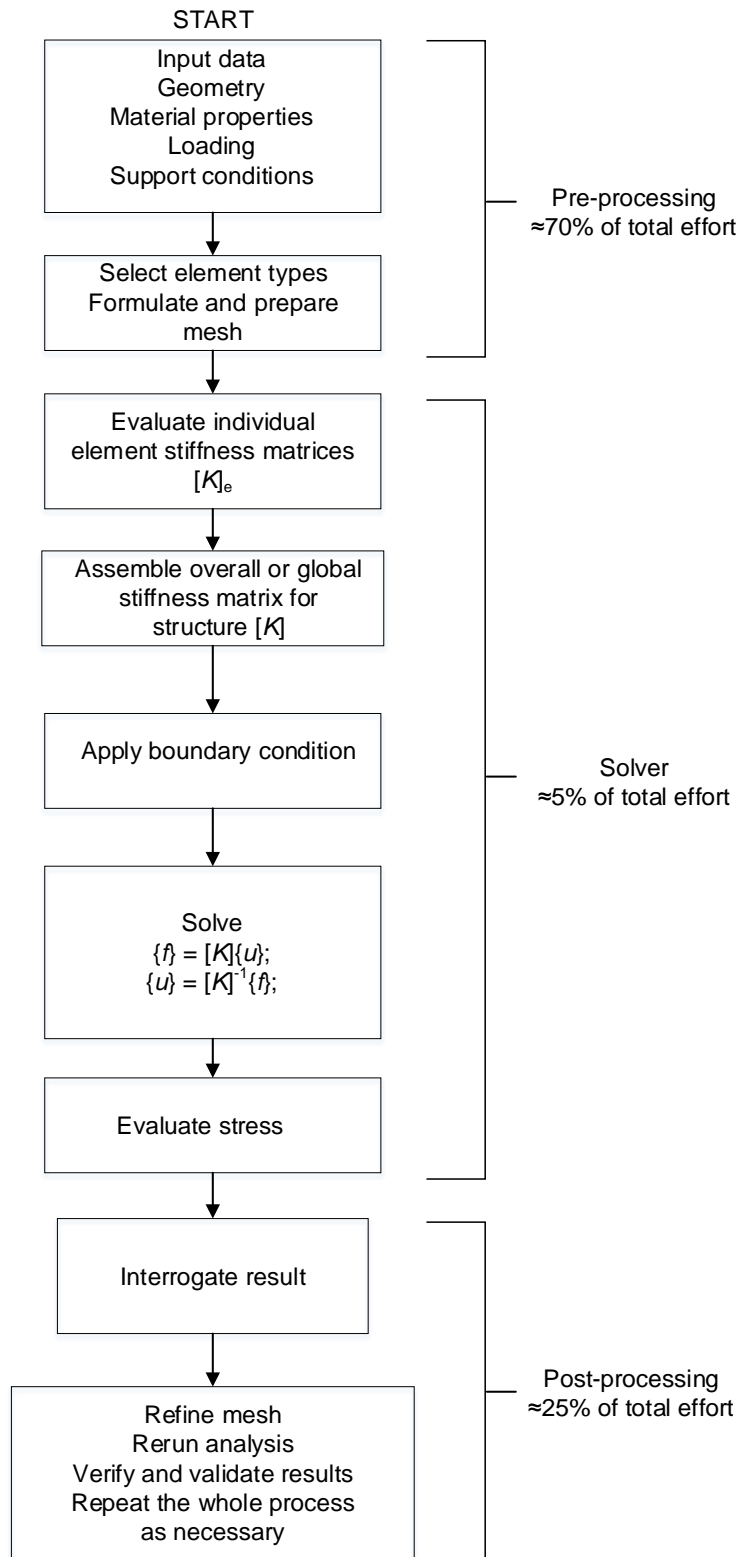 START
Input data
Geometry
Material properties
Loading
Support conditions
Pre-processing
≈70% of total effort
Select element types
Formulate and prepare
mesh
Evaluate individual
element stiffness matrices
[K]e
Assemble overall or global
stiffness matrix for
structure [K]
Apply boundary condition
Solver
≈5% of total effort
Solve
{f} = [K]{u};
{u} = [K]-1{f};
Evaluate stress
Interrogate result
Post-processing
≈25% of total effort
Refine mesh
Rerun analysis
Verify and validate results
Repeat the whole process
as necessary